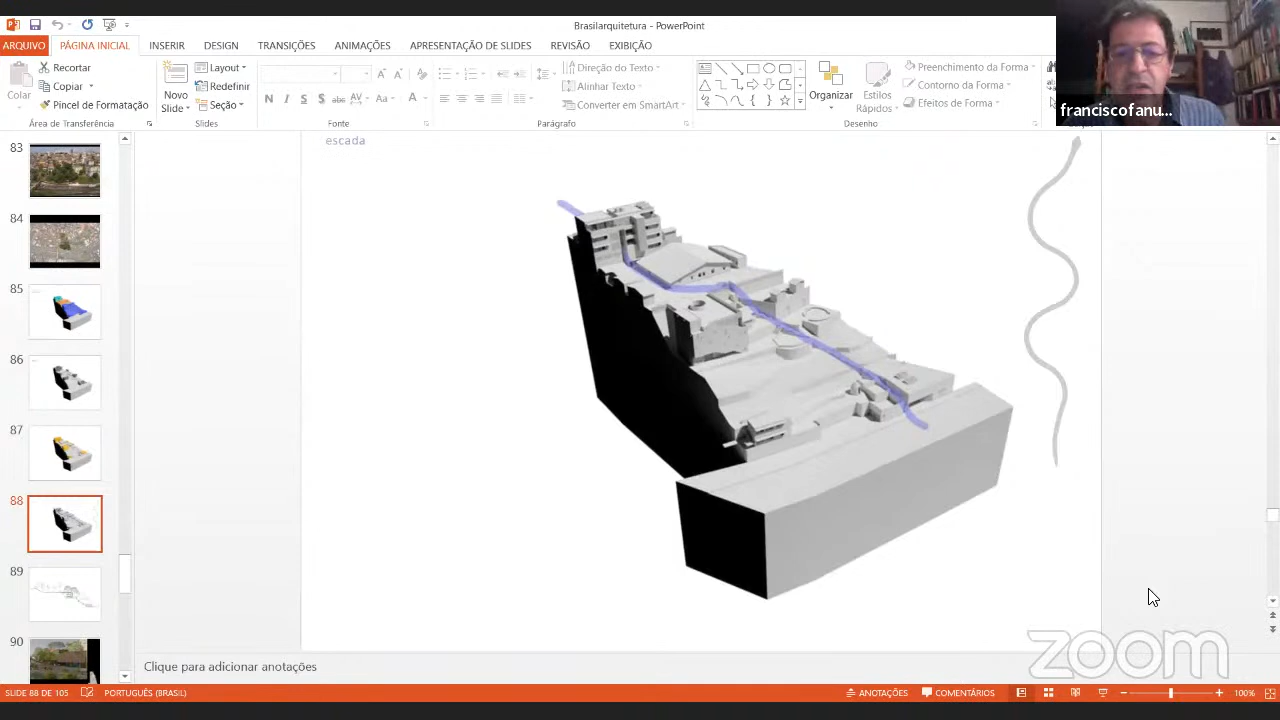 Brasilarquitetura - PowerPoint
ARQUIVO PÁGINA INICIAL INSERIR DESIGN TRANSIÇÕES ANIMAÇÕES APRESENTAÇÃO DE SLIDES REVISÃO EXIBIÇÃO
Colar
Recortar
Copiar
Pincel de Formatação
Área de Transferência
Novo
Slide
Layout
Redefinir
Seção
Slides
N I S S abc AV Aa A
Fonte
Direção do Texto
Alinhar Texto
Converter em SmartArt
Parágrafo
Organizar
Estilos
Rápidos
Preenchimento da Forma
Contorno da Forma
Efeitos de Forma
Desenho
franciscofanu...
escada
83
84
85
86
87
88
89
90
Clique para adicionar anotações
zoom
SLIDE 88 DE 105 PORTUGUÊS (BRASIL) ANOTAÇÕES COMENTÁRIOS 100%